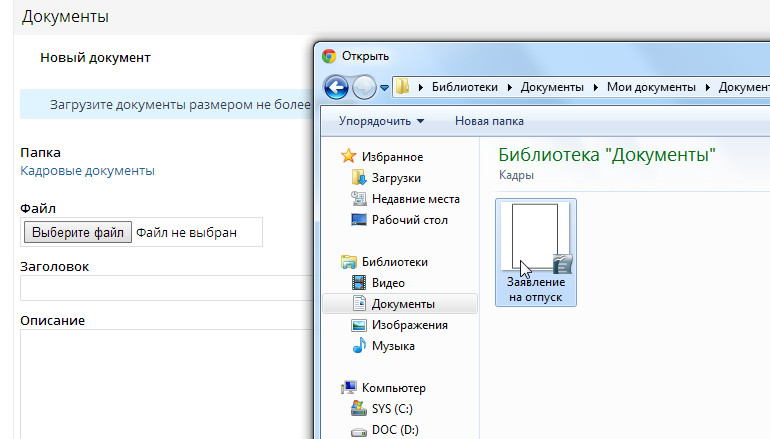 Документы
Новый документ
Загрузите документы размером не более
Папка
Кадровые документы
Файл
Выберите файл Файл не выбран
Заголовок
Описание
Открыть
Библиотеки Документы Мои документы Документ
Упорядочить Новая папка
Избранное
Загрузки
Недавние места
Рабочий стол
Библиотеки
Видео
Документы
Изображения
Музыка
Компьютер
SYS (C:)
DOC (D:)
Библиотека "Документы"
Кадры
Заявление
на отпуск